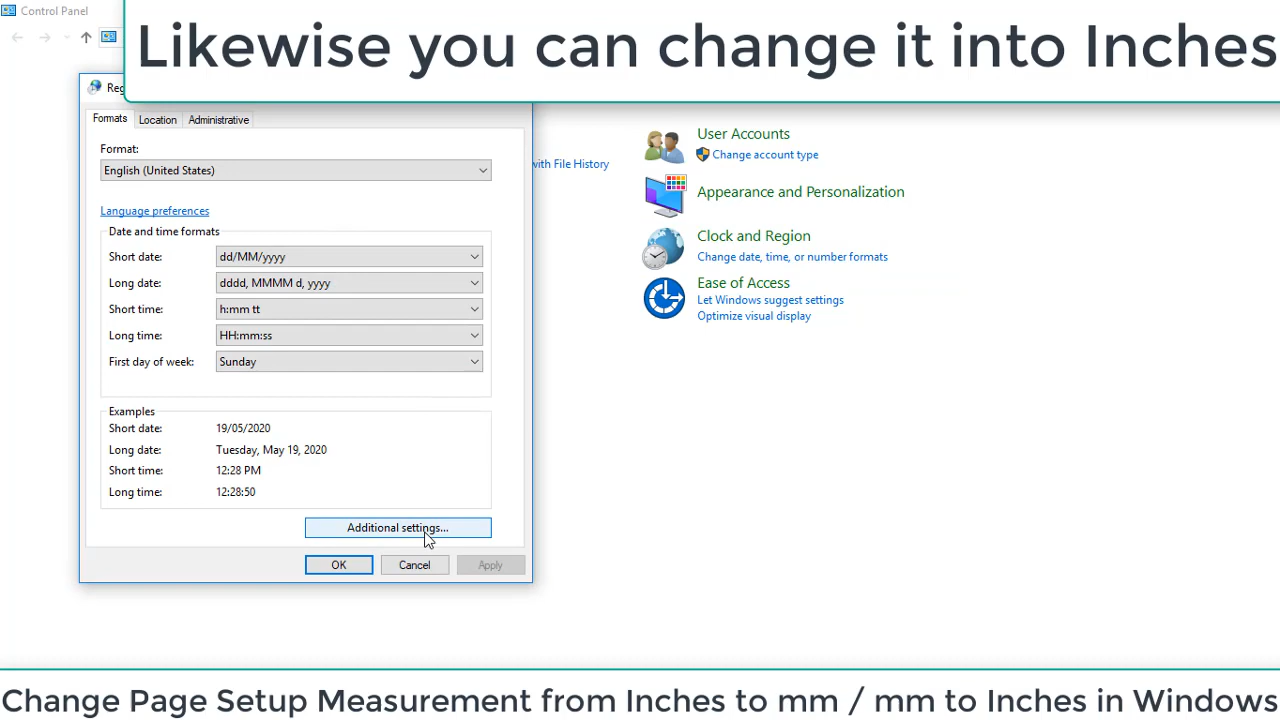 Control Panel
Likewise you can change it into Inches
Reg
Formats Location Administrative
Format:
English (United States)
Language preferences
Date and time formats
Short date: dd/MM/yyyy
Long date: dddd, MMMM d, yyyy
Short time: h:mm tt
Long time: HH:mm:ss
First day of week: Sunday
Examples
Short date: 19/05/2020
Long date: Tuesday, May 19, 2020
Short time: 12:28 PM
Long time: 12:28:50
Additional settings...
OK Cancel Apply
with File History
User Accounts
Change account type
Appearance and Personalization
Clock and Region
Change date, time, or number formats
Ease of Access
Let Windows suggest settings
Optimize visual display
Change Page Setup Measurement from Inches to mm / mm to Inches in Windows